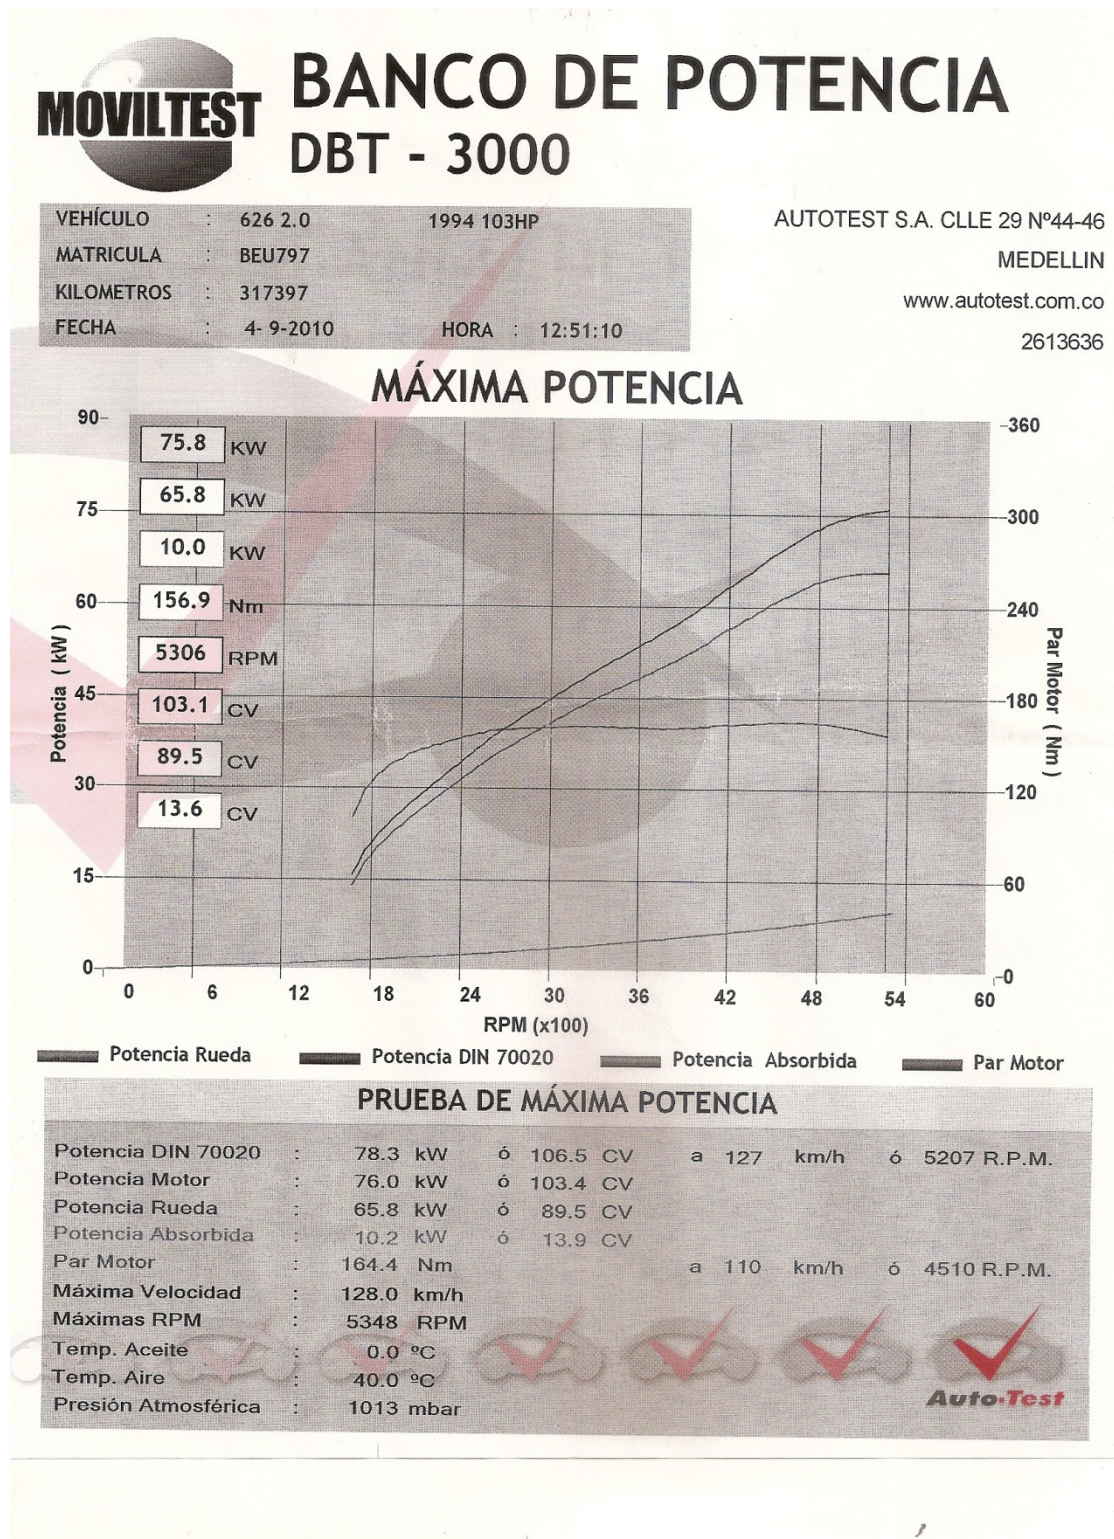 MOVILTEST
BANCO DE POTENCIA
DBT - 3000
VEHÍCULO : 626 2.0 1994 103HP
MATRICULA : BEU797
KILOMETROS : 317397
FECHA : 4- 9-2010 HORA : 12:51:10
AUTOTEST S.A. CLLE 29 Nº44-46
MEDELLIN
www.autotest.com.co
2613636
MÁXIMA POTENCIA
90
75
60
45
30
15
0
Potencia ( kW )
75.8 KW
65.8 KW
10.0 KW
156.9 Nm
5306 RPM
103.1 CV
89.5 CV
13.6 CV
360
300
240
180
120
60
0
Par Motor ( Nm )
0 6 12 18 24 30 36 42 48 54 60
RPM (x100)
Potencia Rueda Potencia DIN 70020 Potencia Absorbida Par Motor
PRUEBA DE MÁXIMA POTENCIA
Potencia DIN 70020 : 78.3 kW ó 106.5 CV a 127 km/h ó 5207 R.P.M.
Potencia Motor : 76.0 kW ó 103.4 CV
Potencia Rueda : 65.8 kW ó 89.5 CV
Potencia Absorbida : 10.2 kW ó 13.9 CV
Par Motor : 164.4 Nm a 110 km/h ó 4510 R.P.M.
Máxima Velocidad : 128.0 km/h
Máximas RPM : 5348 RPM
Temp. Aceite : 0.0 ºC
Temp. Aire : 40.0 ºC
Presión Atmosférica : 1013 mbar
Auto·Test